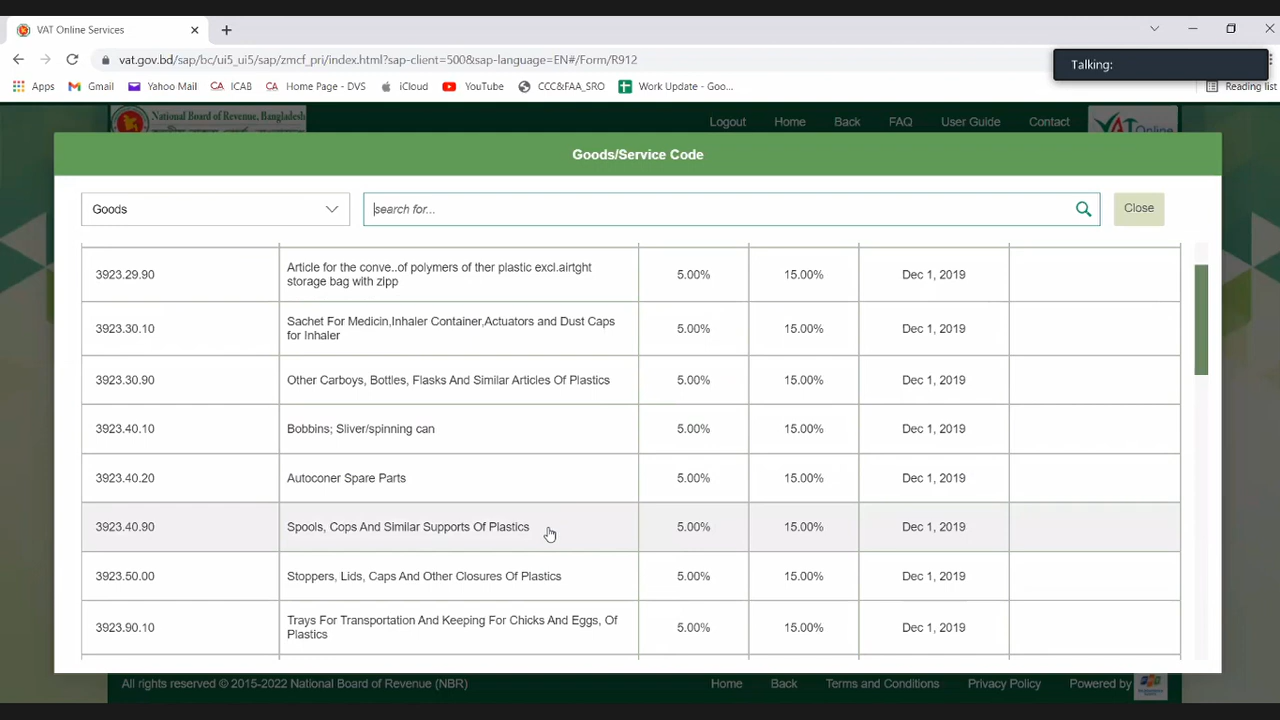 VAT Online Services
vat.gov.bd/sap/bc/ui5_ui5/sap/zmcf_pri/index.html?sap-client=500&sap-language=EN#/Form/R912
Talking:
Apps Gmail Yahoo Mail ICAB Home Page - DVS iCloud YouTube CCC&FAA_SRO Work Update - Goo... Reading list
National Board of Revenue, Bangladesh
Logout Home Back FAQ User Guide Contact
VAT Online
Goods/Service Code
Goods search for... Close
3923.29.90 Article for the conve..of polymers of ther plastic excl.airtght 5.00% 15.00% Dec 1, 2019
storage bag with zipp
3923.30.10 Sachet For Medicin,Inhaler Container,Actuators and Dust Caps 5.00% 15.00% Dec 1, 2019
for Inhaler
3923.30.90 Other Carboys, Bottles, Flasks And Similar Articles Of Plastics 5.00% 15.00% Dec 1, 2019
3923.40.10 Bobbins; Sliver/spinning can 5.00% 15.00% Dec 1, 2019
3923.40.20 Autoconer Spare Parts 5.00% 15.00% Dec 1, 2019
3923.40.90 Spools, Cops And Similar Supports Of Plastics 5.00% 15.00% Dec 1, 2019
3923.50.00 Stoppers, Lids, Caps And Other Closures Of Plastics 5.00% 15.00% Dec 1, 2019
3923.90.10 Trays For Transportation And Keeping For Chicks And Eggs, Of 5.00% 15.00% Dec 1, 2019
Plastics
All rights reserved © 2015-2022 National Board of Revenue (NBR) Home Back Terms and Conditions Privacy Policy Powered by